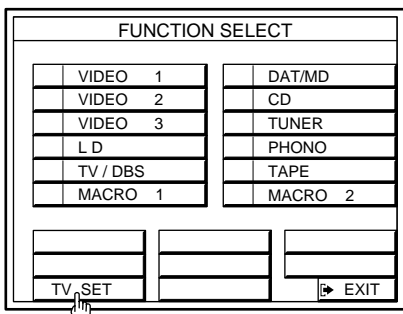 FUNCTION SELECT
VIDEO 1
VIDEO 2
VIDEO 3
L D
TV / DBS
MACRO 1
DAT/MD
CD
TUNER
PHONO
TAPE
MACRO 2
TV SET
EXIT